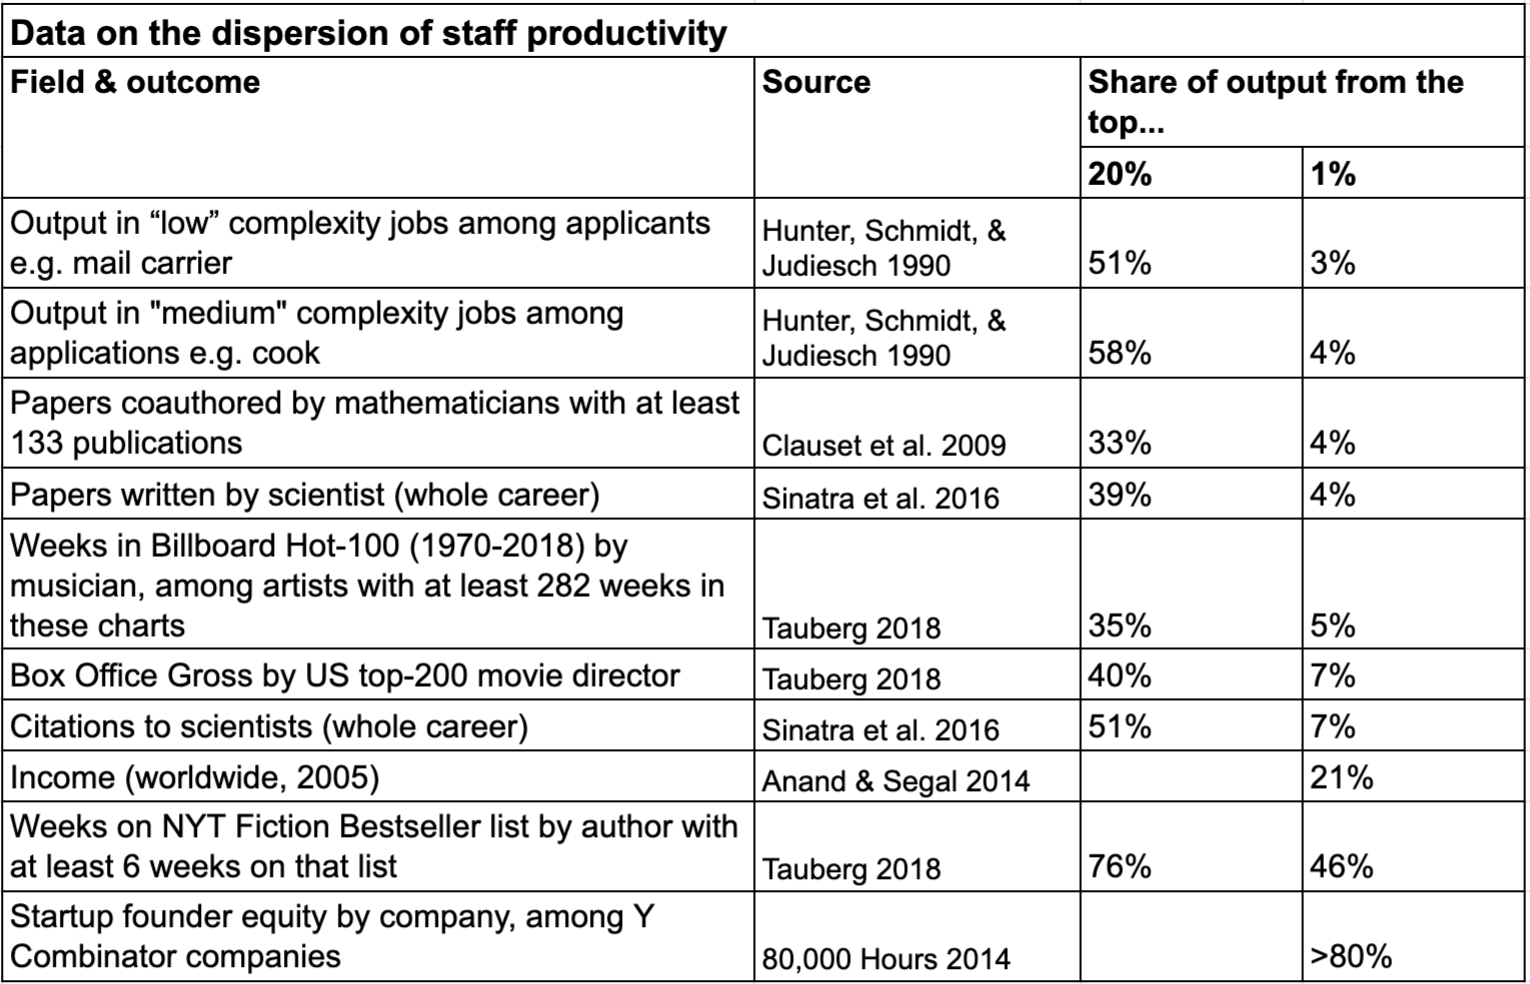 Data on the dispersion of staff productivity
Field & outcome
Source
Share of output from the
top...
20%
1%
Output in “low” complexity jobs among applicants
e.g. mail carrier
Hunter, Schmidt, &
Judiesch 1990
51%
3%
Output in "medium" complexity jobs among
applications e.g. cook
Hunter, Schmidt, &
Judiesch 1990
58%
4%
Papers coauthored by mathematicians with at least
133 publications
Clauset et al. 2009
33%
4%
Papers written by scientist (whole career)
Sinatra et al. 2016
39%
4%
Weeks in Billboard Hot-100 (1970-2018) by
musician, among artists with at least 282 weeks in
these charts
Tauberg 2018
35%
5%
Box Office Gross by US top-200 movie director
Tauberg 2018
40%
7%
Citations to scientists (whole career)
Sinatra et al. 2016
51%
7%
Income (worldwide, 2005)
Anand & Segal 2014
21%
Weeks on NYT Fiction Bestseller list by author with
at least 6 weeks on that list
Tauberg 2018
76%
46%
Startup founder equity by company, among Y
Combinator companies
80,000 Hours 2014
>80%